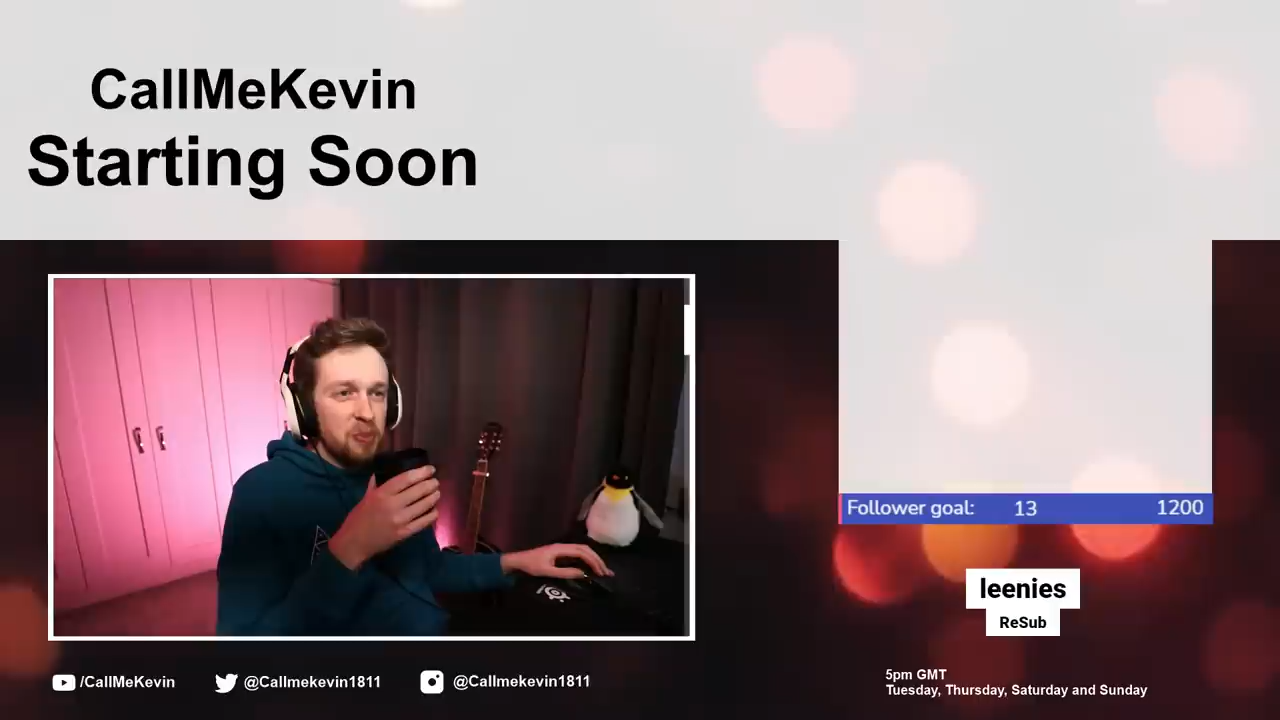 CallMeKevin
Starting Soon
Follower goal: 13 1200
leenies
ReSub
/CallMeKevin @Callmekevin1811 @Callmekevin1811
5pm GMT
Tuesday, Thursday, Saturday and Sunday